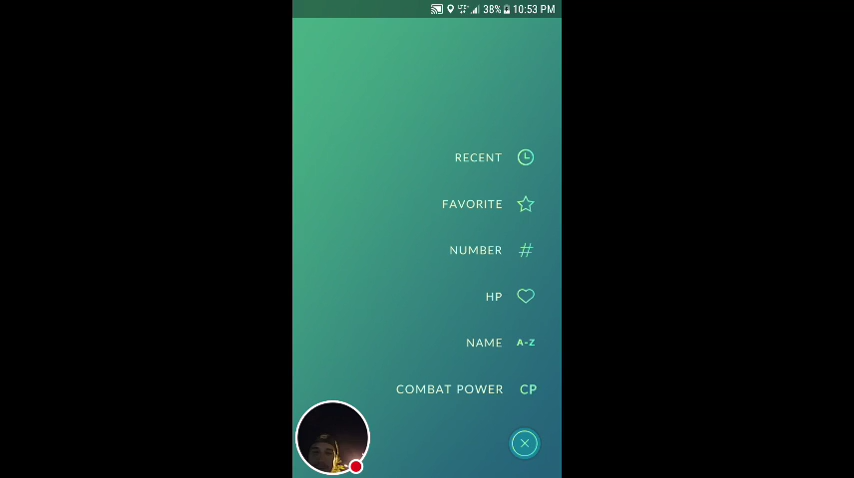 38% 10:53 PM
RECENT
FAVORITE
NUMBER #
HP
NAME A-Z
COMBAT POWER CP